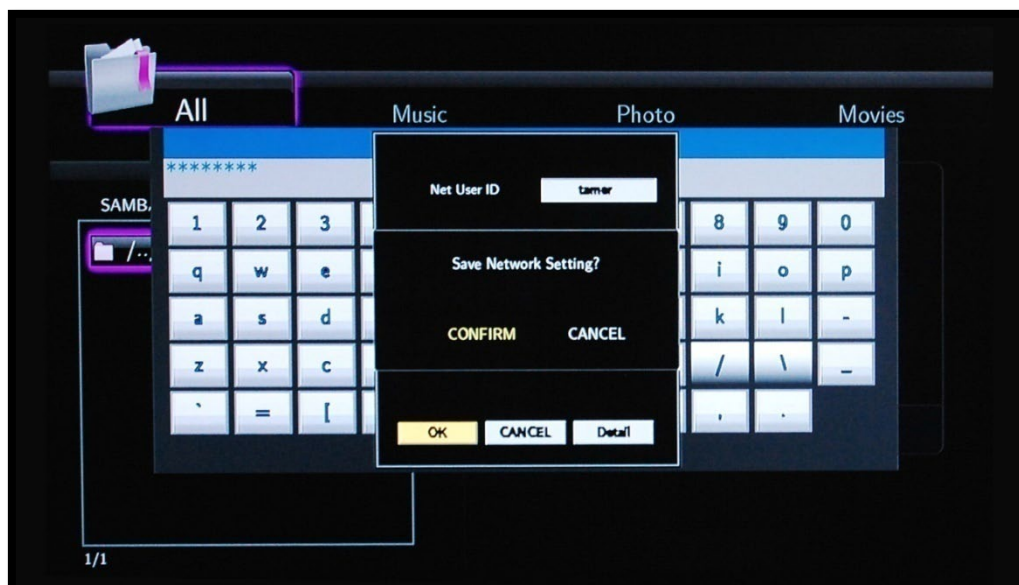 All Music Photo Movies
********
Net User ID tamer
SAMBA
1 2 3 8 9 0
/..
q w e i o p
Save Network Setting?
a s d k l -
CONFIRM CANCEL
z x c / \ _
` = [ , .
OK CANCEL Detail
1/1